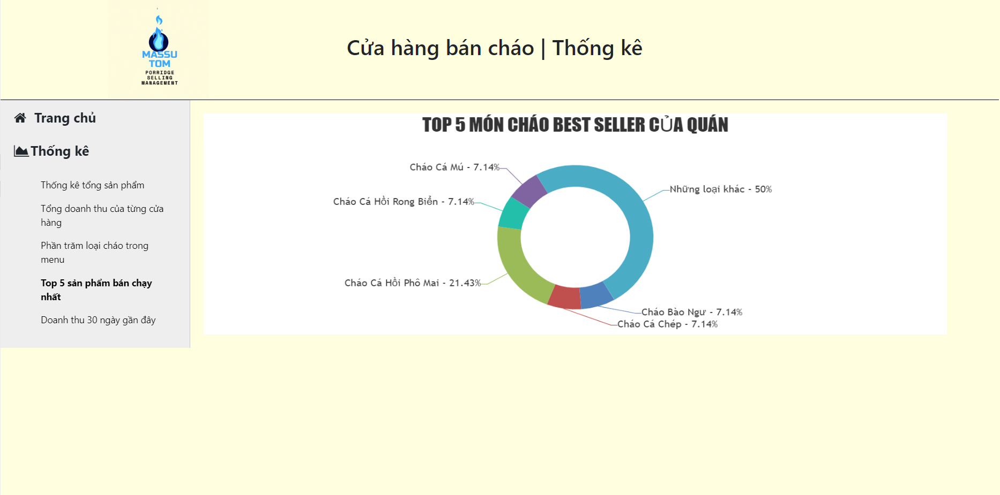 MASSU
TOM
PORRIDGE
SELLING
MANAGEMENT
Cửa hàng bán cháo | Thống kê
Trang chủ
Thống kê
Thống kê tổng sản phẩm
Tổng doanh thu của từng cửa
hàng
Phần trăm loại cháo trong
menu
Top 5 sản phẩm bán chạy
nhất
Doanh thu 30 ngày gần đây
TOP 5 MÓN CHÁO BEST SELLER CỦA QUÁN
Cháo Cá Mú - 7.14%
Những loại khác - 50%
Cháo Cá Hồi Rong Biển - 7.14%
Cháo Cá Hồi Phô Mai - 21.43%
Cháo Bào Ngư - 7.14%
Cháo Cá Chép - 7.14%